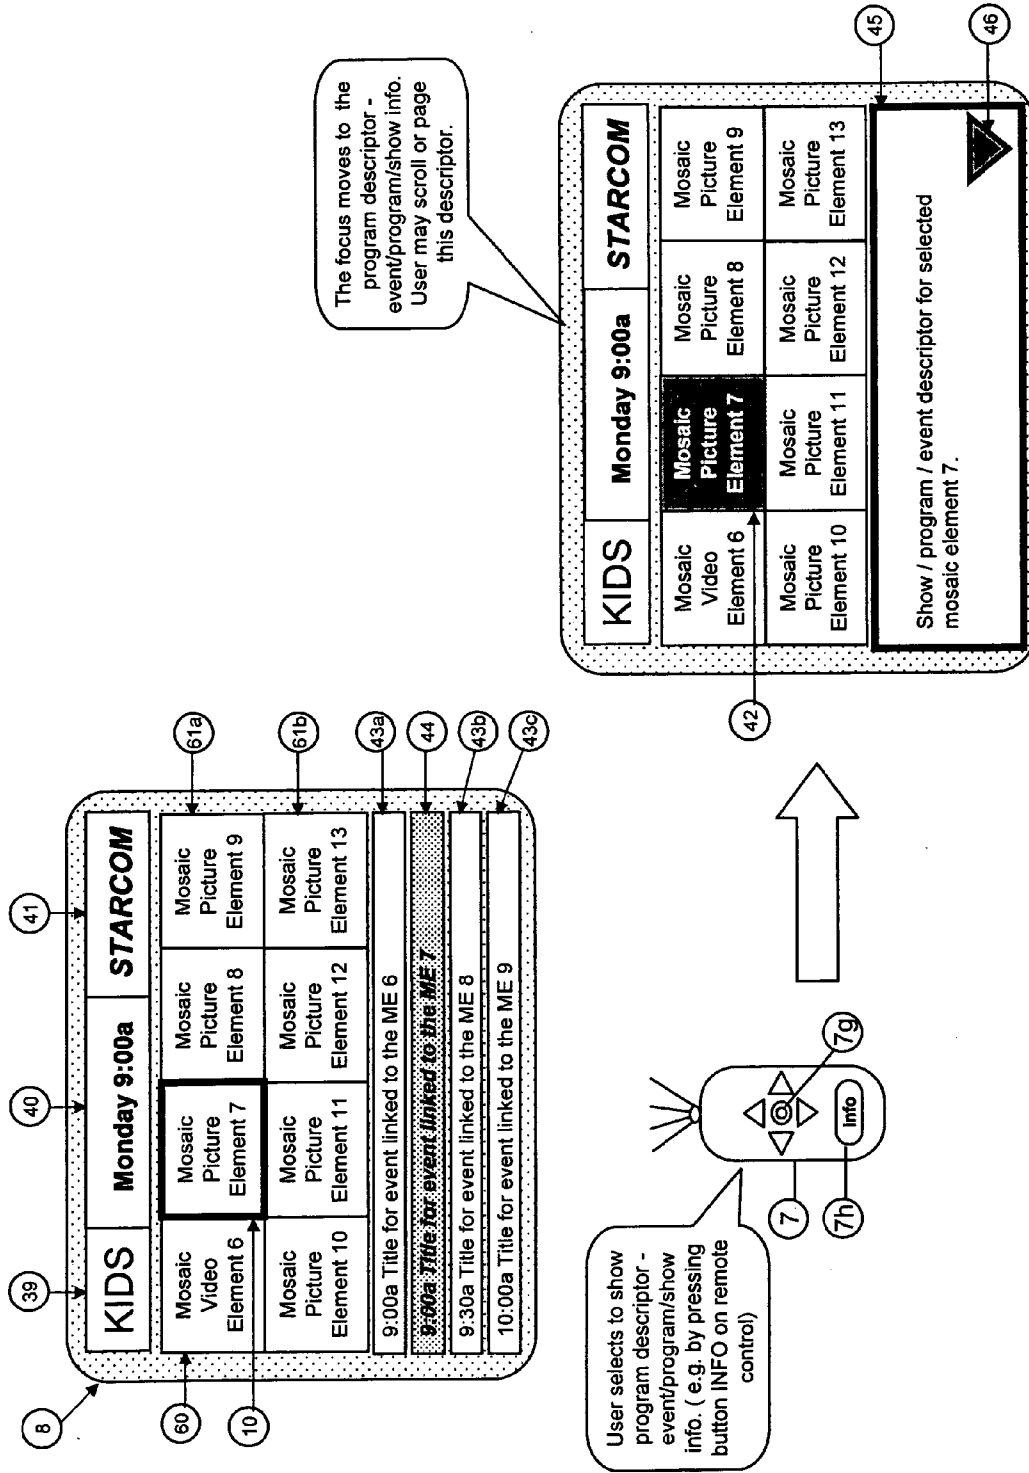 8
39
40
41
KIDS
Monday 9:00a
STARCOM
60
Mosaic
Video
Element 6
Mosaic
Picture
Element 7
Mosaic
Picture
Element 8
Mosaic
Picture
Element 9
61a
10
Mosaic
Picture
Element 10
Mosaic
Picture
Element 11
Mosaic
Picture
Element 12
Mosaic
Picture
Element 13
61b
9:00a Title for event linked to the ME 6
43a
9:00a Title for event linked to the ME 7
44
9:30a Title for event linked to the ME 8
43b
10:00a Title for event linked to the ME 9
43c
User selects to show
program descriptor -
event/program/show
info. ( e.g. by pressing
button INFO on remote
control)
7
7h
7g
Info
The focus moves to the
program descriptor -
event/program/show info.
User may scroll or page
this descriptor.
KIDS
Monday 9:00a
STARCOM
Mosaic
Video
Element 6
Mosaic
Picture
Element 7
Mosaic
Picture
Element 8
Mosaic
Picture
Element 9
42
Mosaic
Picture
Element 10
Mosaic
Picture
Element 11
Mosaic
Picture
Element 12
Mosaic
Picture
Element 13
45
Show / program / event descriptor for selected
mosaic element 7.
46